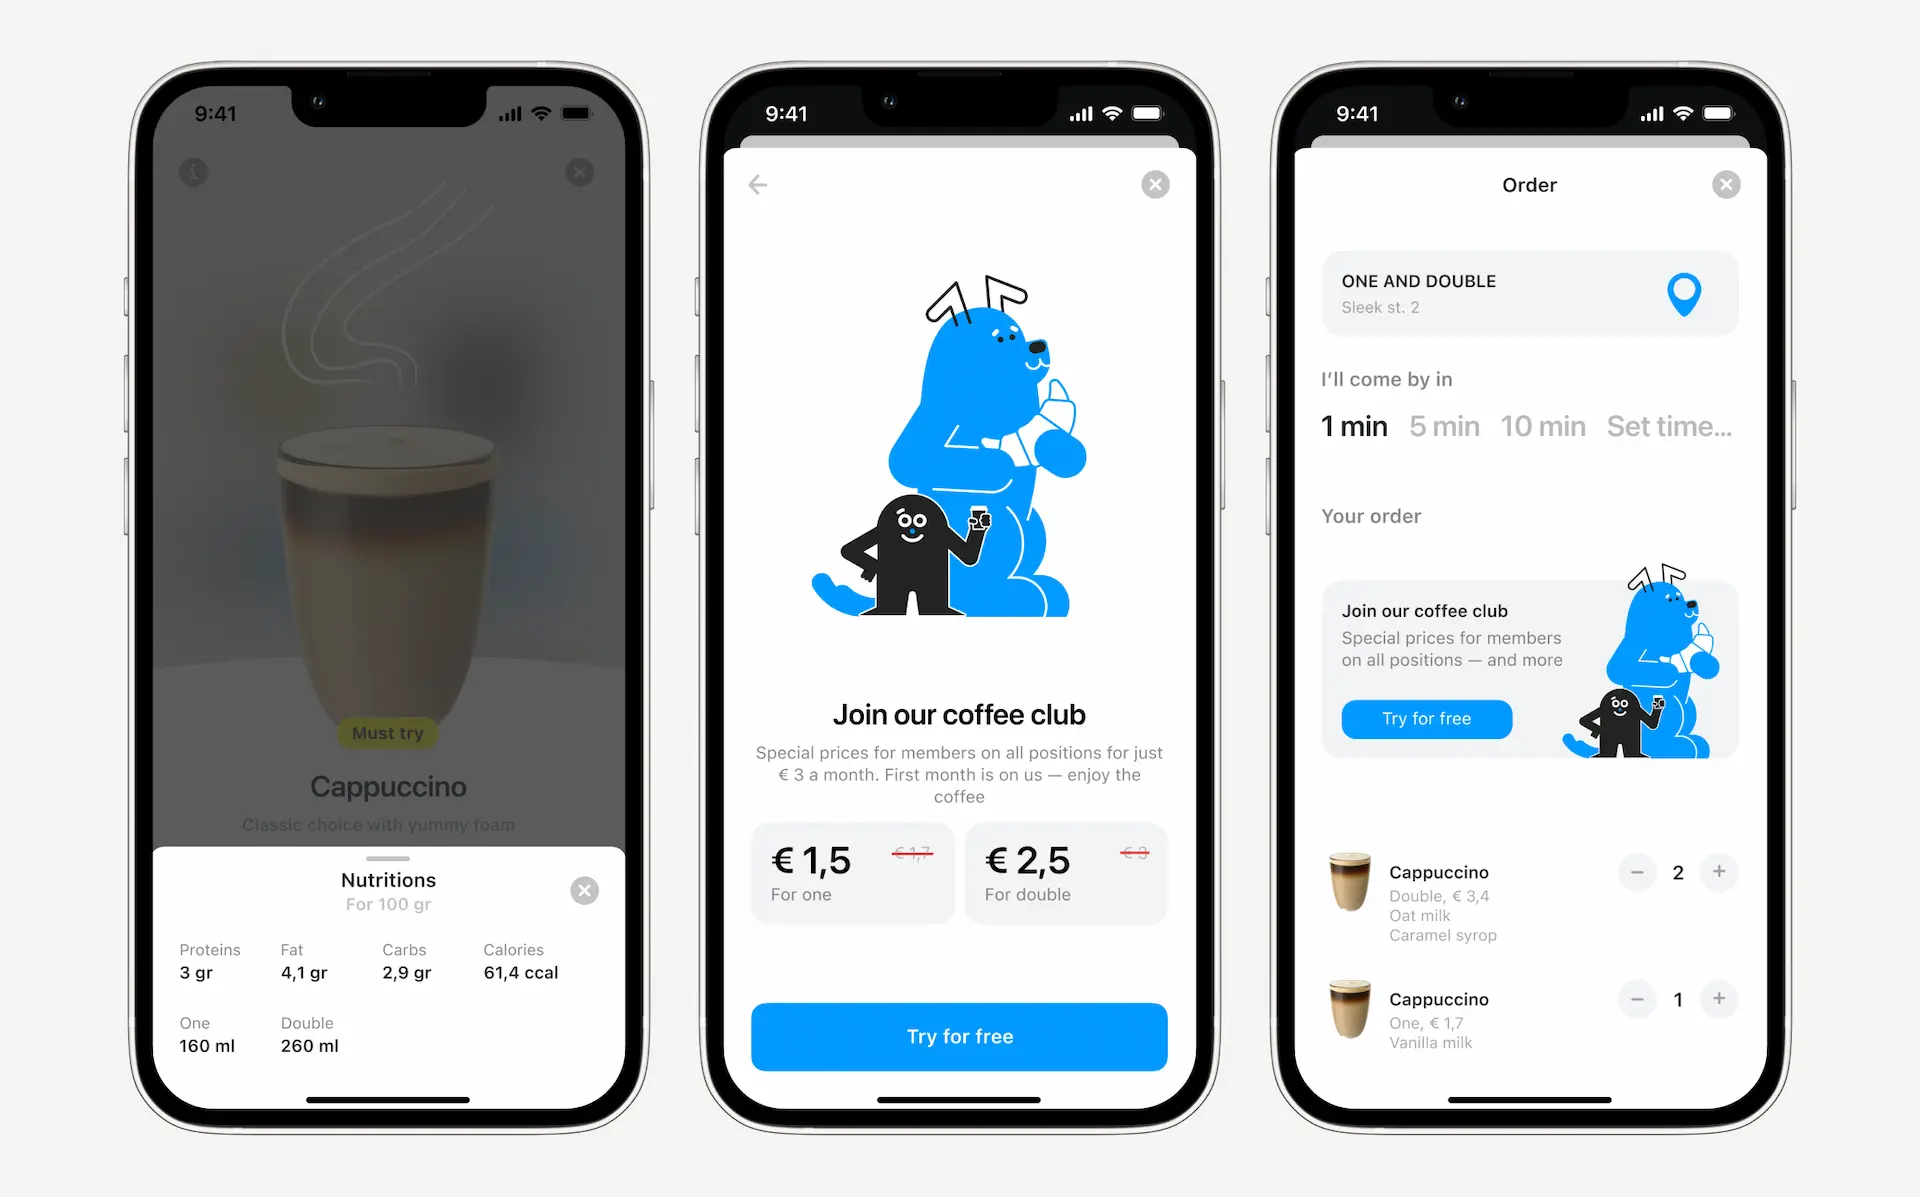 9:41
Must try
Cappuccino
Classic choice with yummy foam
Nutritions
For 100 gr
Proteins
3 gr
Fat
4,1 gr
Carbs
2,9 gr
Calories
61,4 ccal
One
160 ml
Double
260 ml
9:41
Join our coffee club
Special prices for members on all positions for just
€ 3 a month. First month is on us — enjoy the
coffee
€ 1,5
€ 1,7
For one
€ 2,5
€ 3
For double
Try for free
9:41
Order
ONE AND DOUBLE
Sleek st. 2
I’ll come by in
1 min
5 min
10 min
Set time...
Your order
Join our coffee club
Special prices for members
on all positions — and more
Try for free
Cappuccino
Double, € 3,4
Oat milk
Caramel syrop
2
Cappuccino
One, € 1,7
Vanilla milk
1